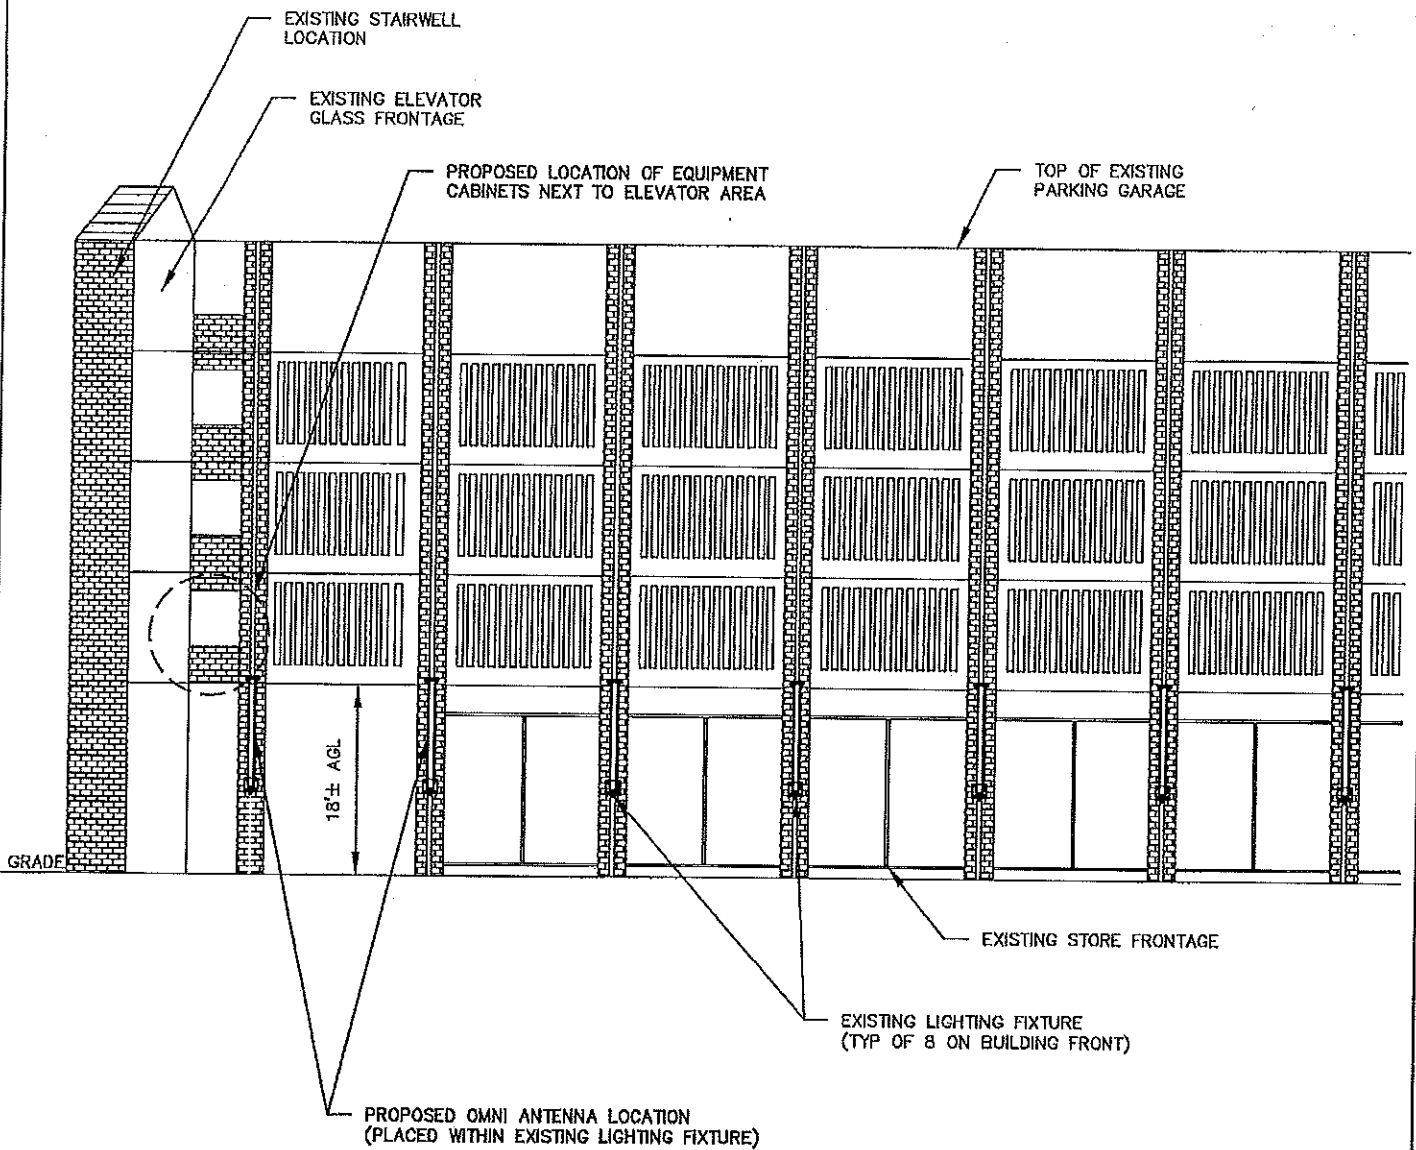 EXISTING STAIRWELL
LOCATION
EXISTING ELEVATOR
GLASS FRONTAGE
PROPOSED LOCATION OF EQUIPMENT
CABINETS NEXT TO ELEVATOR AREA
TOP OF EXISTING
PARKING GARAGE
18'± AGL
GRADE
EXISTING STORE FRONTAGE
EXISTING LIGHTING FIXTURE
(TYP OF 8 ON BUILDING FRONT)
PROPOSED OMNI ANTENNA LOCATION
(PLACED WITHIN EXISTING LIGHTING FIXTURE)